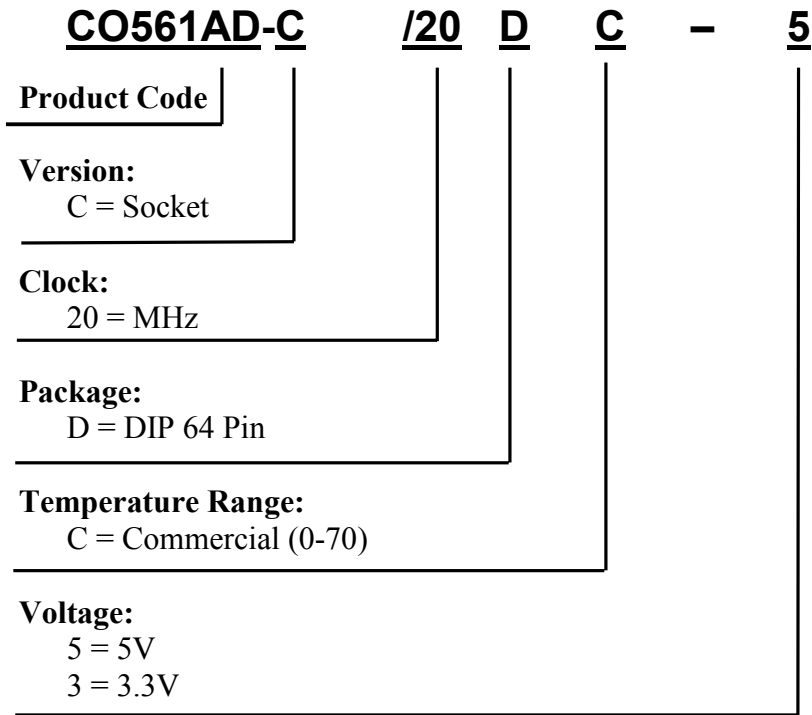 CO561AD-C /20 D C – 5
Product Code
Version:
C = Socket
Clock:
20 = MHz
Package:
D = DIP 64 Pin
Temperature Range:
C = Commercial (0-70)
Voltage:
5 = 5V
3 = 3.3V